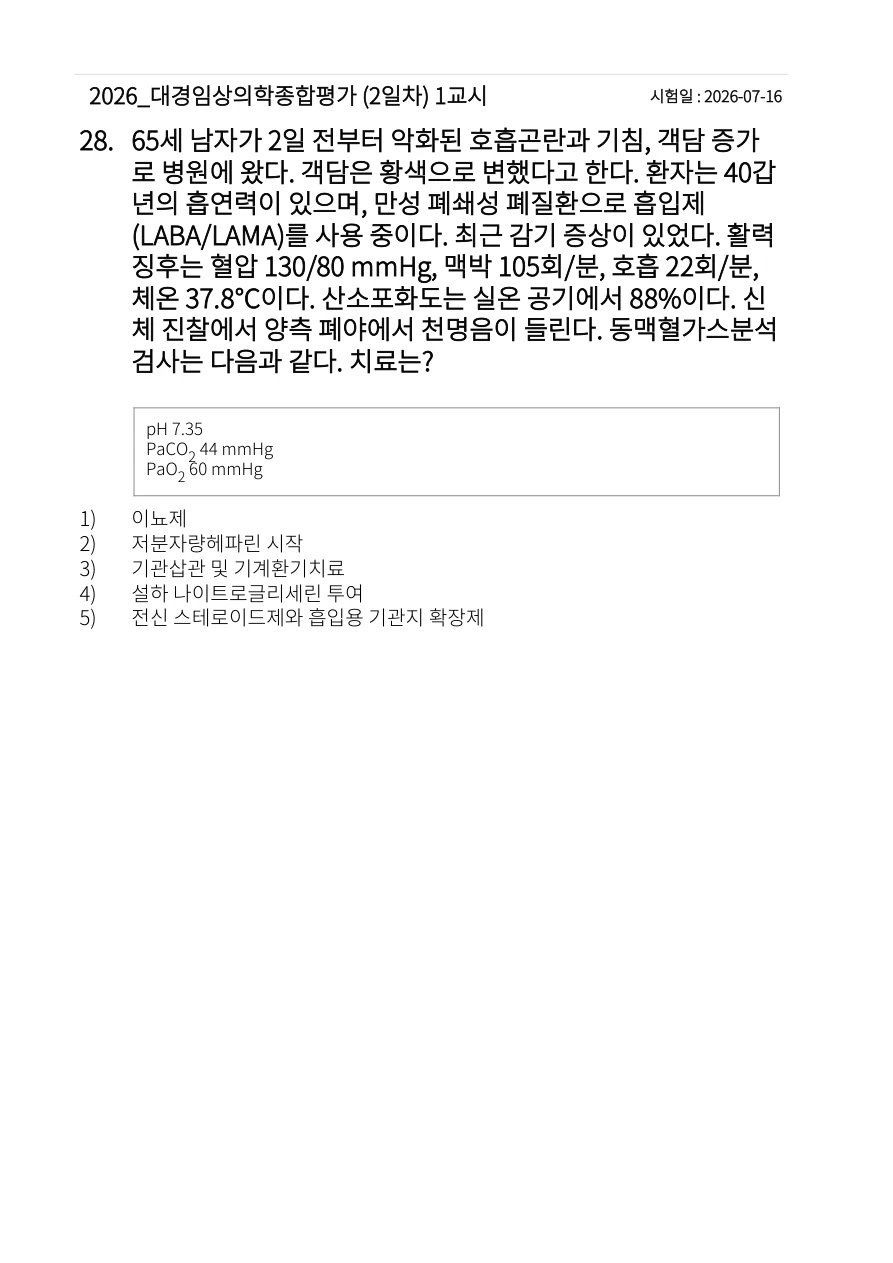 2026_대경임상의학종합평가 (2일차) 1교시
시험일 : 2026-07-16
28. 65세 남자가 2일 전부터 악화된 호흡곤란과 기침, 객담 증가
로 병원에 왔다. 객담은 황색으로 변했다고 한다. 환자는 40갑
년의 흡연력이 있으며, 만성 폐쇄성 폐질환으로 흡입제
(LABA/LAMA)를 사용 중이다. 최근 감기 증상이 있었다. 활력
징후는 혈압 130/80 mmHg, 맥박 105회/분, 호흡 22회/분,
체온 37.8℃이다. 산소포화도는 실온 공기에서 88%이다. 신
체 진찰에서 양측 폐야에서 천명음이 들린다. 동맥혈가스분석
검사는 다음과 같다. 치료는?
pH 7.35
PaCO2 44 mmHg
PaO2 60 mmHg
1) 이뇨제
2) 저분자량헤파린 시작
3) 기관삽관 및 기계환기치료
4) 설하 나이트로글리세린 투여
5) 전신 스테로이드제와 흡입용 기관지 확장제